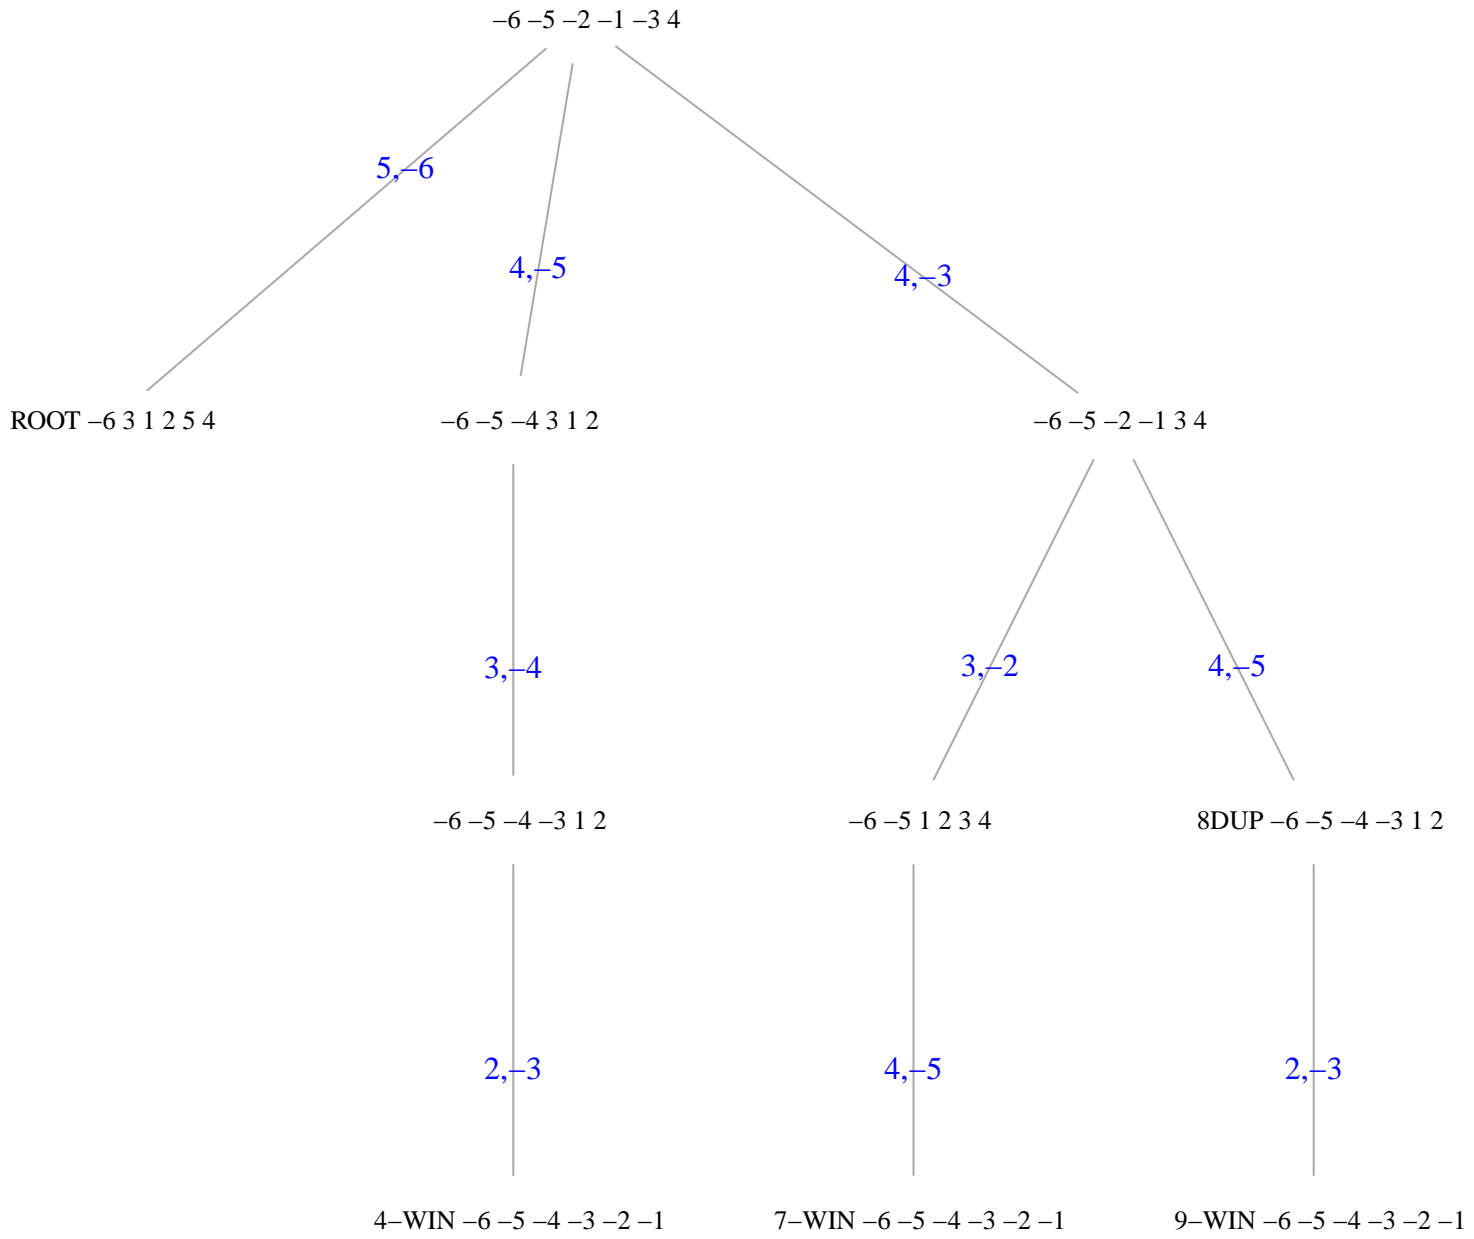 –6 –5 –2 –1 –3 4
5,–6
4,–5
4,–3
ROOT –6 3 1 2 5 4
–6 –5 –4 3 1 2
–6 –5 –2 –1 3 4
3,–4
3,–2
4,–5
–6 –5 –4 –3 1 2
–6 –5 1 2 3 4
8DUP –6 –5 –4 –3 1 2
2,–3
4,–5
2,–3
4–WIN –6 –5 –4 –3 –2 –1
7–WIN –6 –5 –4 –3 –2 –1
9–WIN –6 –5 –4 –3 –2 –1